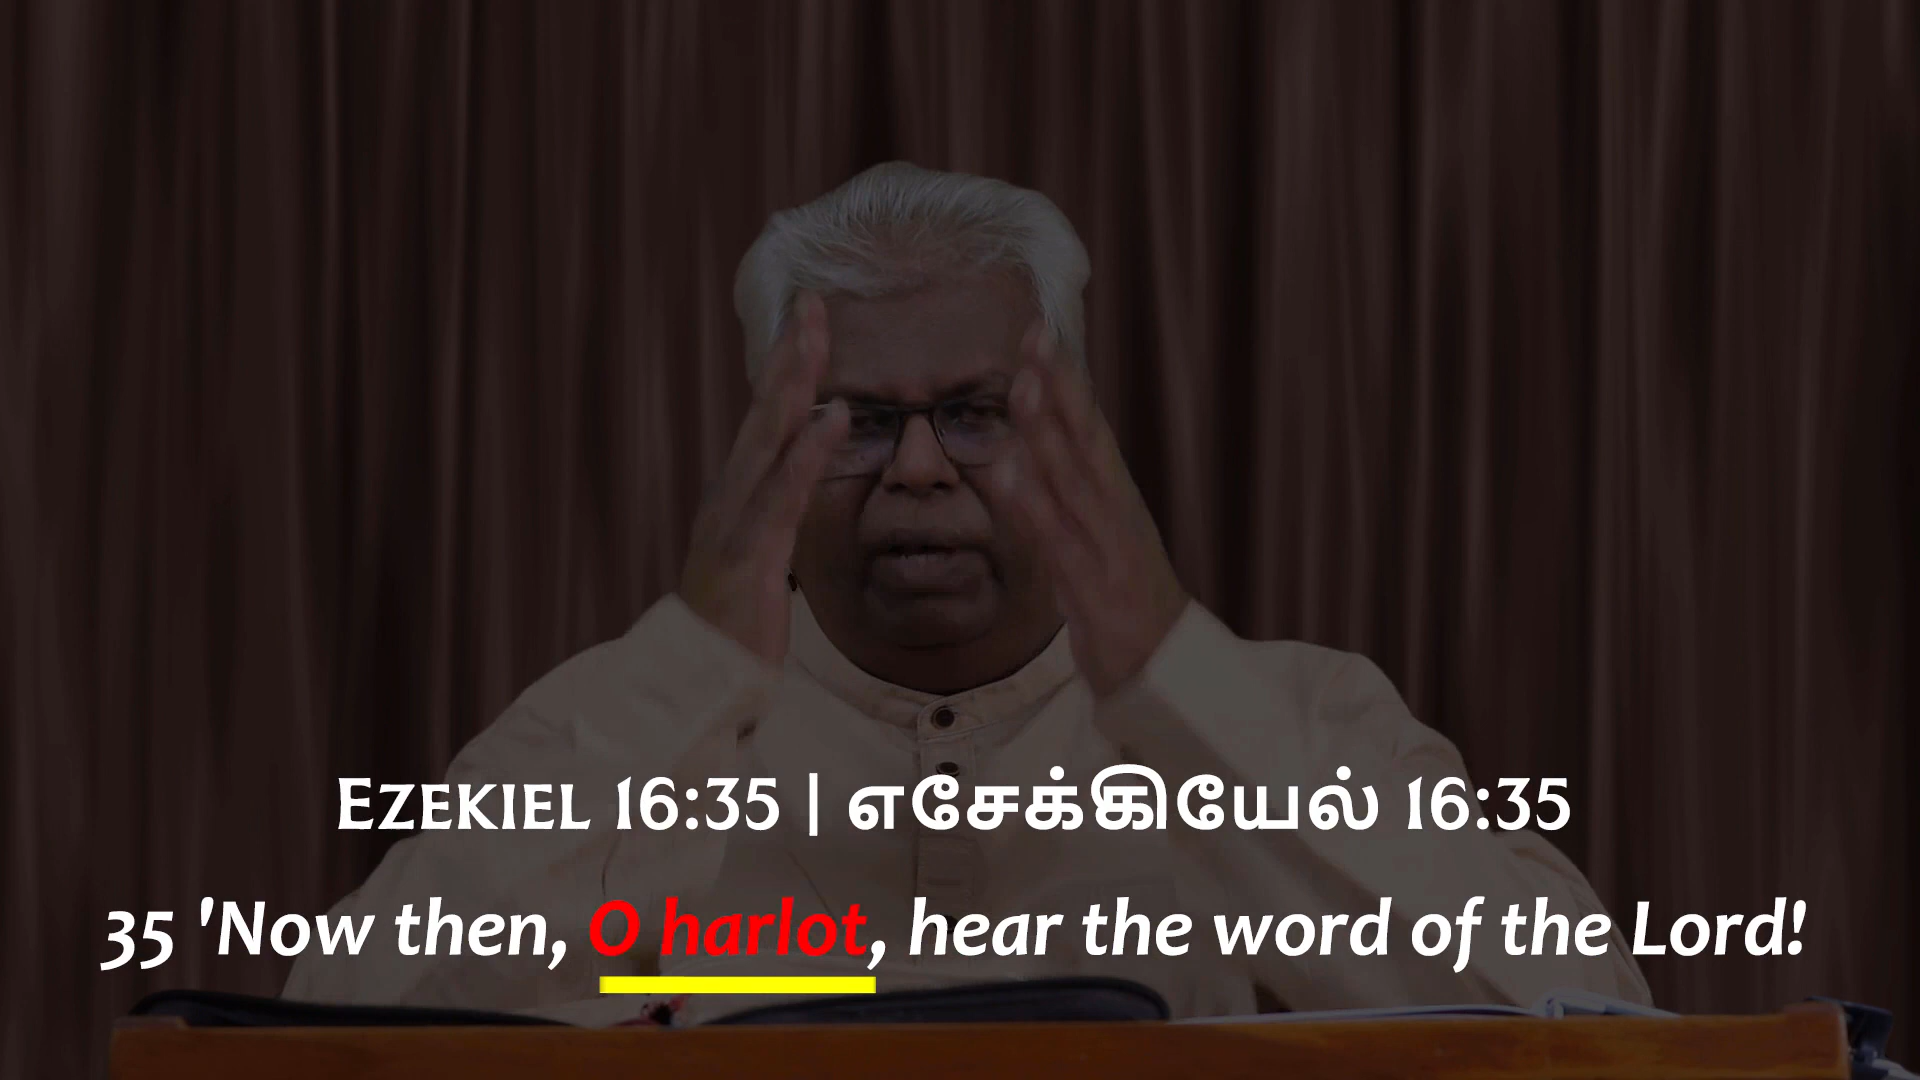 EZEKIEL 16:35 | எசேக்கியேல் 16:35
35 'Now then, O harlot, hear the word of the Lord!